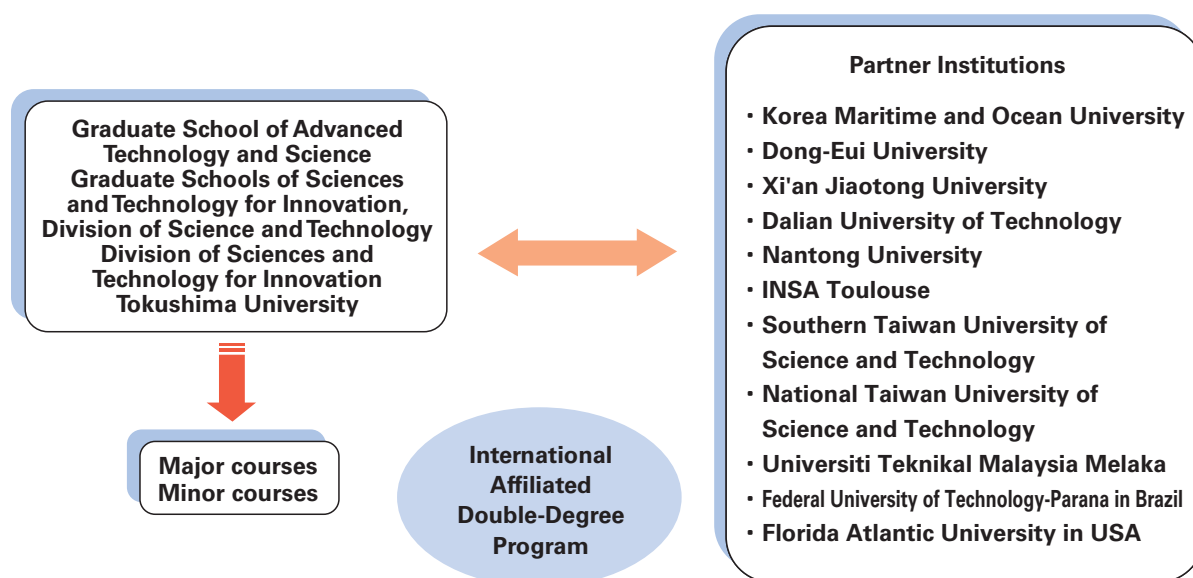 Graduate School of Advanced
Technology and Science
Graduate Schools of Sciences
and Technology for Innovation,
Division of Science and Technology
Division of Sciences and
Technology for Innovation
Tokushima University
Major courses
Minor courses
International
Affiliated
Double-Degree
Program
Partner Institutions
・Korea Maritime and Ocean University
・Dong-Eui University
・Xi'an Jiaotong University
・Dalian University of Technology
・Nantong University
・INSA Toulouse
・Southern Taiwan University of
Science and Technology
・National Taiwan University of
Science and Technology
・Universiti Teknikal Malaysia Melaka
・Federal University of Technology-Parana in Brazil
・Florida Atlantic University in USA